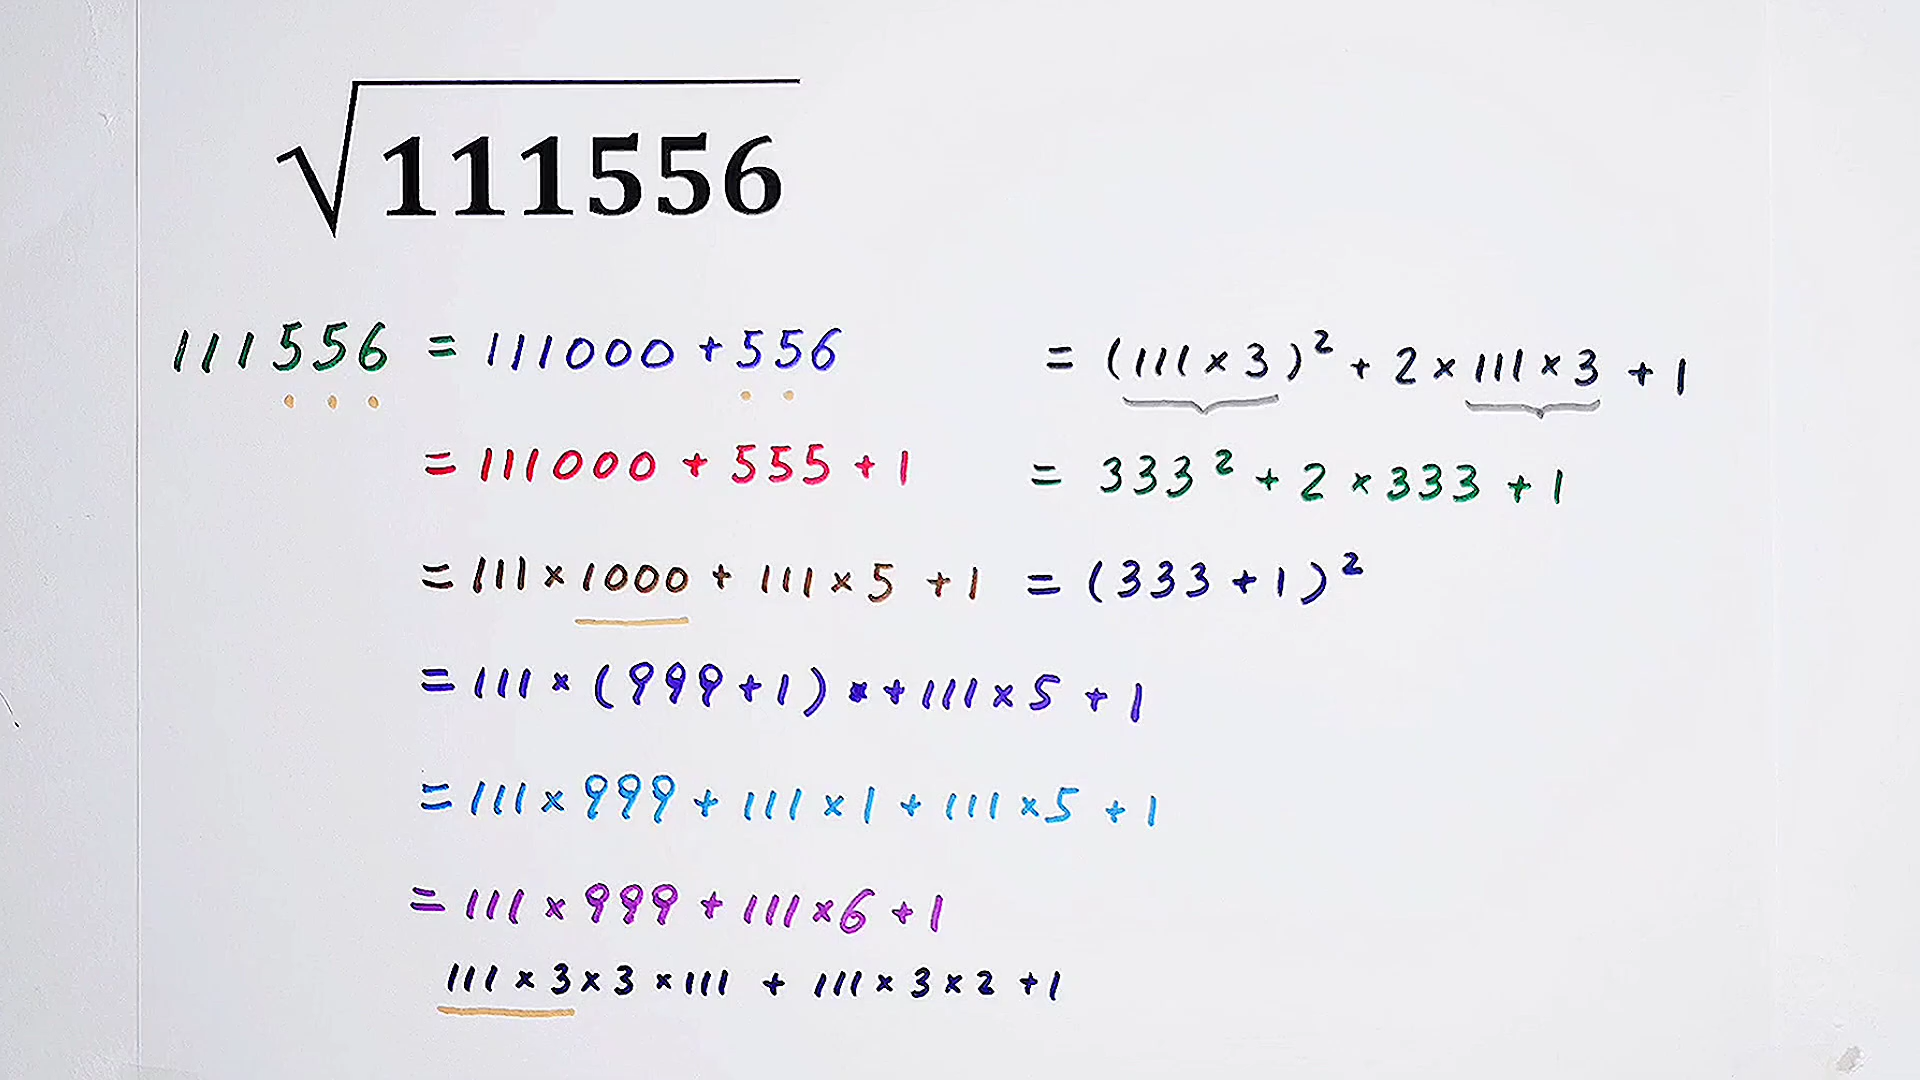 √111556
111556 = 111000 + 556
= 111000 + 555 + 1
= 111 × 1000 + 111 × 5 + 1
= 111 × (999 + 1) + 111 × 5 + 1
= 111 × 999 + 111 × 1 + 111 × 5 + 1
= 111 × 999 + 111 × 6 + 1
111 × 3 × 3 × 111 + 111 × 3 × 2 + 1
= (111 × 3)² + 2 × 111 × 3 + 1
= 333² + 2 × 333 + 1
= (333 + 1)²